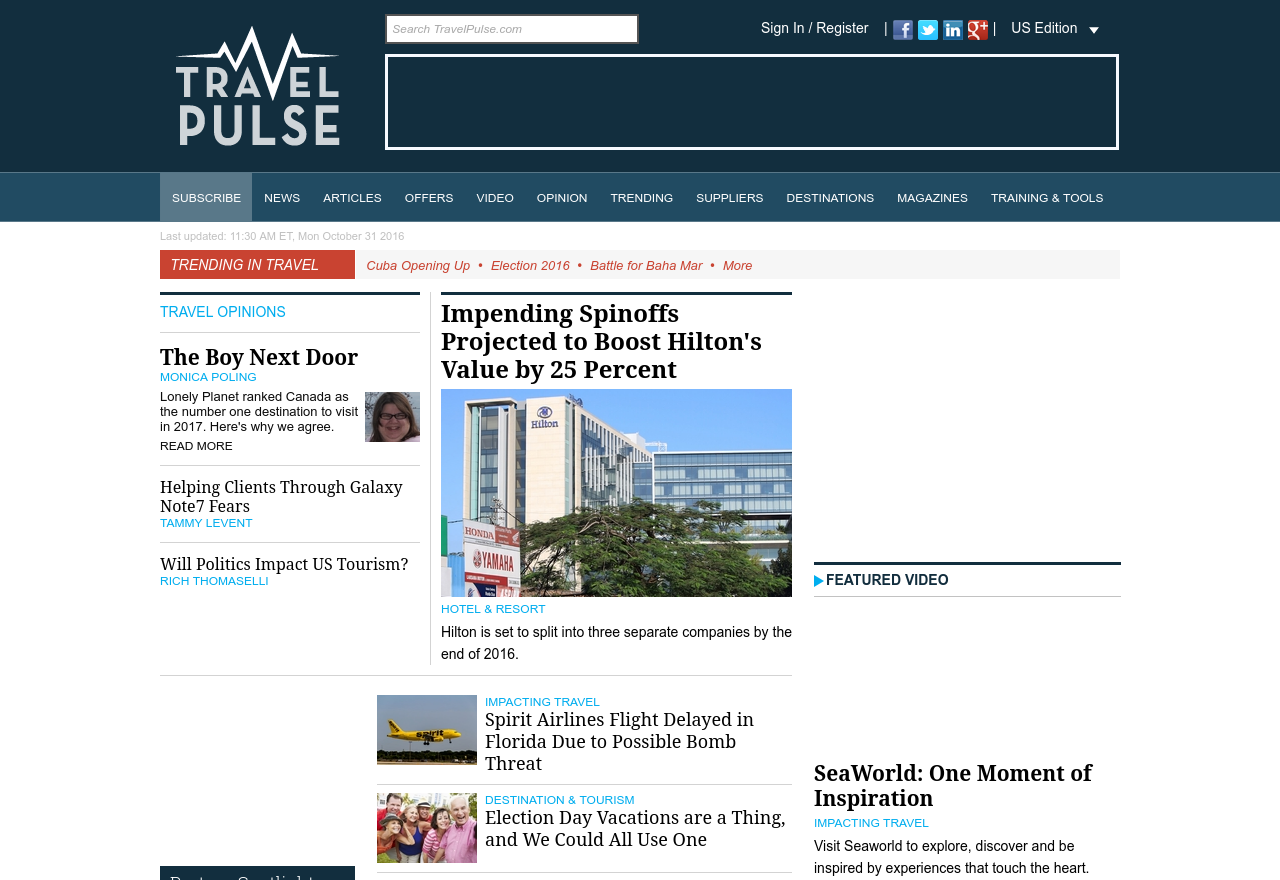 Search TravelPulse.com
Sign In / Register | | US Edition
TRAVEL
PULSE
SUBSCRIBE NEWS ARTICLES OFFERS VIDEO OPINION TRENDING SUPPLIERS DESTINATIONS MAGAZINES TRAINING & TOOLS
Last updated: 11:30 AM ET, Mon October 31 2016
TRENDING IN TRAVEL Cuba Opening Up • Election 2016 • Battle for Baha Mar • More
TRAVEL OPINIONS
The Boy Next Door
MONICA POLING
Lonely Planet ranked Canada as
the number one destination to visit
in 2017. Here's why we agree.
READ MORE
Helping Clients Through Galaxy
Note7 Fears
TAMMY LEVENT
Will Politics Impact US Tourism?
RICH THOMASELLI
Impending Spinoffs
Projected to Boost Hilton's
Value by 25 Percent
Hilton
HONDA
YAMAHA
HOTEL & RESORT
Hilton is set to split into three separate companies by the
end of 2016.
spirit
IMPACTING TRAVEL
Spirit Airlines Flight Delayed in
Florida Due to Possible Bomb
Threat
DESTINATION & TOURISM
Election Day Vacations are a Thing,
and We Could All Use One
FEATURED VIDEO
SeaWorld: One Moment of
Inspiration
IMPACTING TRAVEL
Visit Seaworld to explore, discover and be
inspired by experiences that touch the heart.